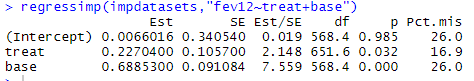 > regressimp(impdatasets,"fev12~treat+base")
Est SE Est/SE df p Pct.mis
(Intercept) 0.0066016 0.340540 0.019 568.4 0.985 26.0
treat 0.2270400 0.105700 2.148 651.6 0.032 16.9
base 0.6885300 0.091084 7.559 568.4 0.000 26.0
>